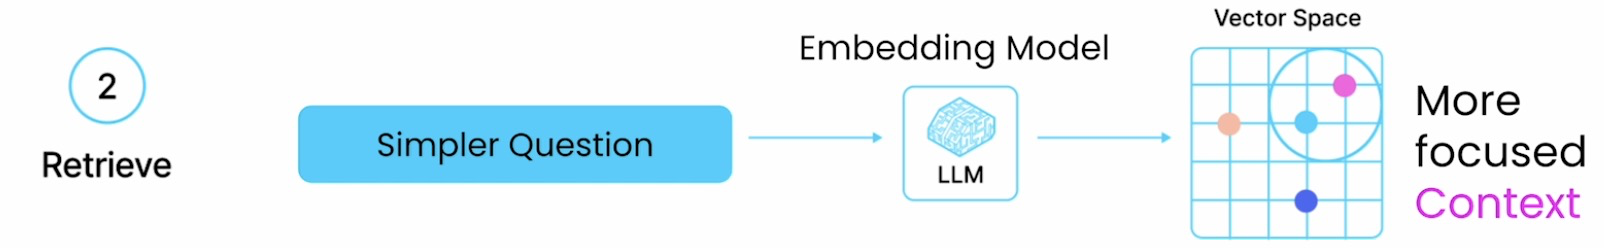 2
Retrieve
Simpler Question
Embedding Model
LLM
Vector Space
More
focused
Context